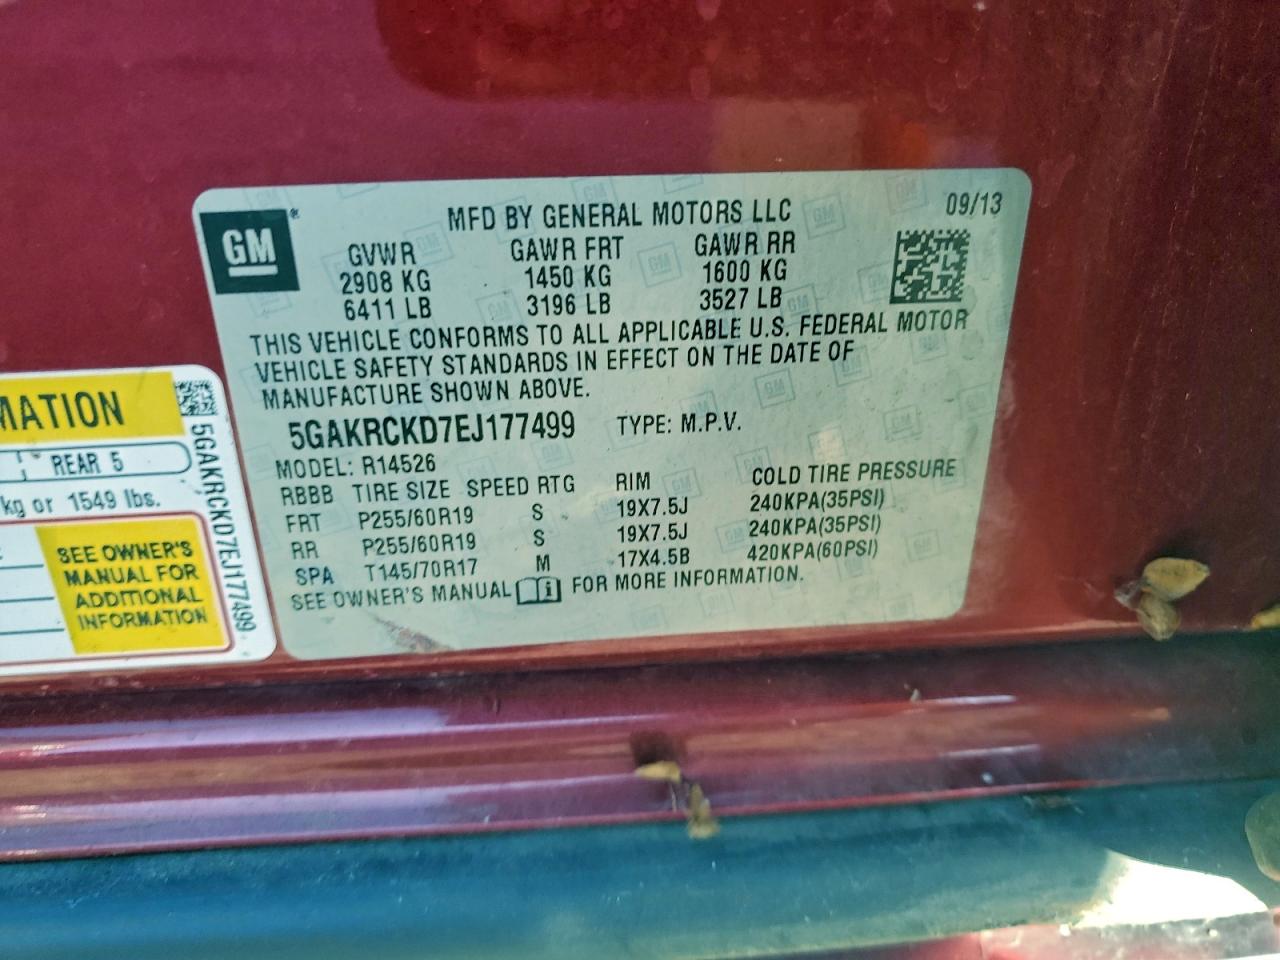 GM
MFD BY GENERAL MOTORS LLC
09/13
GVWR GAWR FRT GAWR RR
2908 KG 1450 KG 1600 KG
6411 LB 3196 LB 3527 LB
THIS VEHICLE CONFORMS TO ALL APPLICABLE U.S. FEDERAL MOTOR
VEHICLE SAFETY STANDARDS IN EFFECT ON THE DATE OF
MANUFACTURE SHOWN ABOVE.
5GAKRCKD7EJ177499 TYPE: M.P.V.
MODEL: R14526
RBBB TIRE SIZE SPEED RTG RIM COLD TIRE PRESSURE
FRT P255/60R19 S 19X7.5J 240KPA(35PSI)
RR P255/60R19 S 19X7.5J 240KPA(35PSI)
SPA T145/70R17 M 17X4.5B 420KPA(60PSI)
SEE OWNER'S MANUAL FOR MORE INFORMATION.
MATION
REAR 5
kg or 1549 lbs.
SEE OWNER'S
MANUAL FOR
ADDITIONAL
INFORMATION
5GAKRCKD7EJ177499